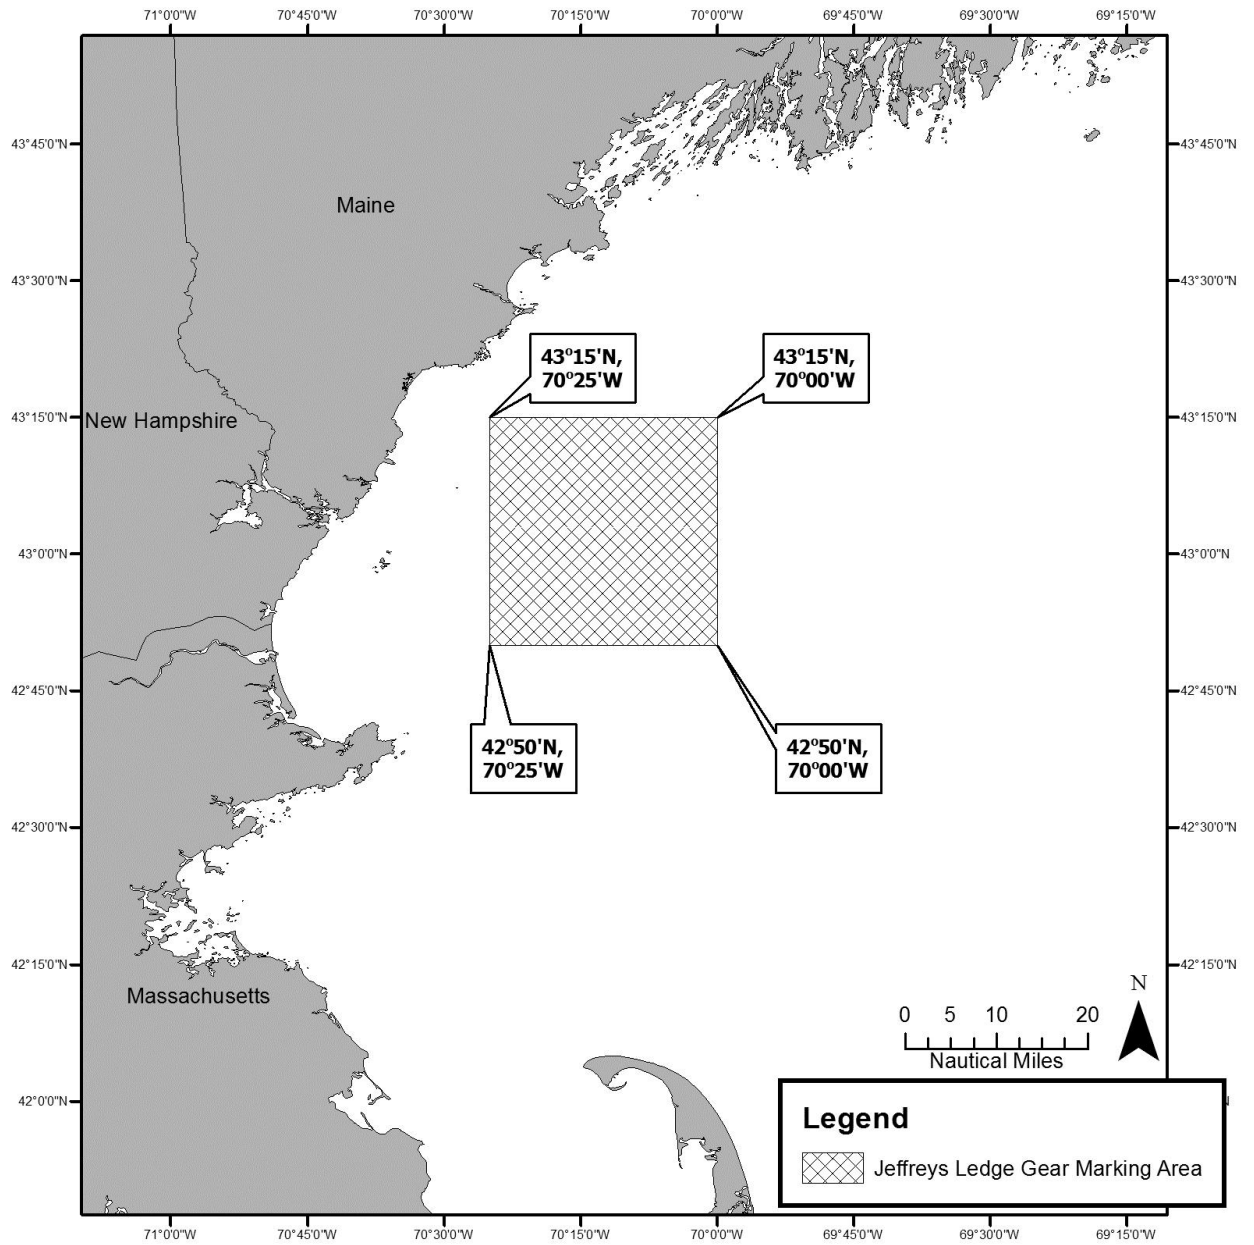 71°0'0"W 70°45'0"W 70°30'0"W 70°15'0"W 70°0'0"W 69°45'0"W 69°30'0"W 69°15'0"W
43°45'0"N 43°45'0"N
Maine
43°30'0"N 43°30'0"N
43°15'N,
70°25'W
43°15'N,
70°00'W
43°15'0"N 43°15'0"N
New Hampshire
43°0'0"N 43°0'0"N
42°45'0"N 42°45'0"N
42°50'N,
70°25'W
42°50'N,
70°00'W
42°30'0"N 42°30'0"N
42°15'0"N 42°15'0"N
Massachusetts
N
0 5 10 20
Nautical Miles
42°0'0"N
Legend
Jeffreys Ledge Gear Marking Area
71°0'0"W 70°45'0"W 70°30'0"W 70°15'0"W 70°0'0"W 69°45'0"W 69°30'0"W 69°15'0"W